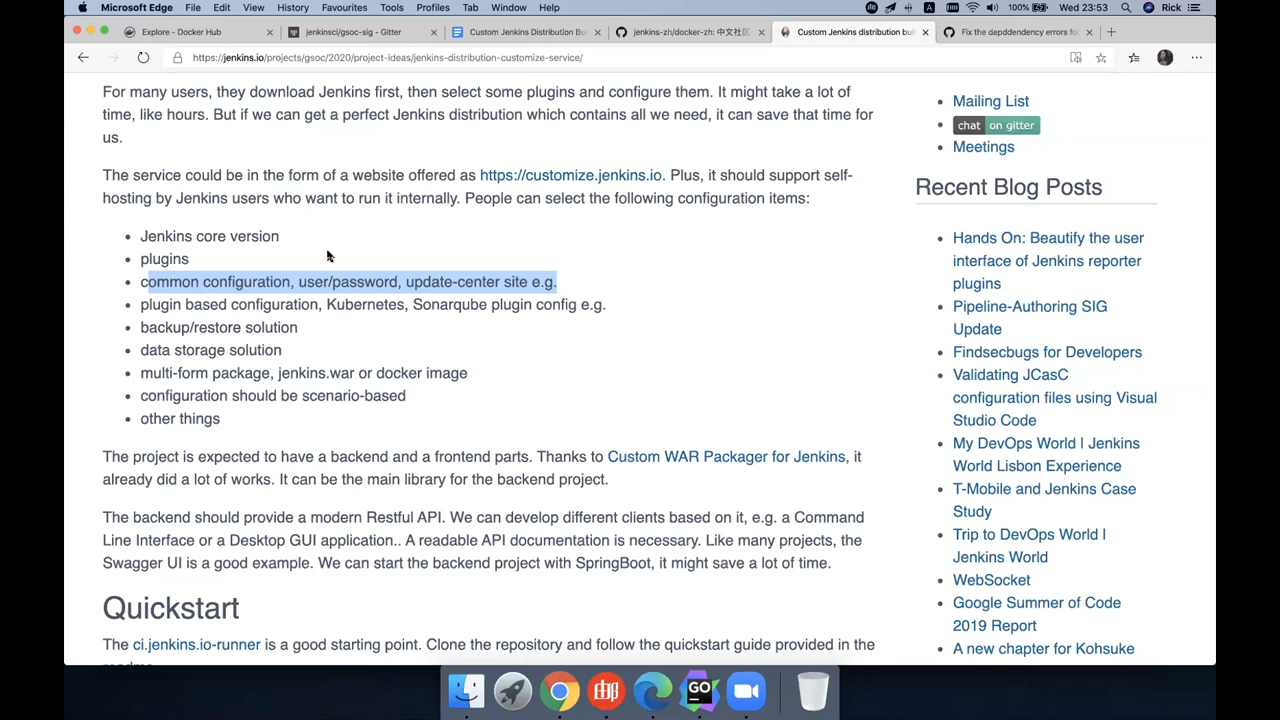 Microsoft Edge File Edit View History Favourites Tools Profiles Tab Window Help 100% Wed 23:53 Rick
Explore - Docker Hub
jenkinsci/gsoc-sig - Gitter
Custom Jenkins Distribution Bu
jenkins-zh/docker-zh: 中文社区
Custom Jenkins distribution bui
Fix the depddendency errors fo
https://jenkins.io/projects/gsoc/2020/project-ideas/jenkins-distribution-customize-service/
For many users, they download Jenkins first, then select some plugins and configure them. It might take a lot of
time, like hours. But if we can get a perfect Jenkins distribution which contains all we need, it can save that time for
us.
The service could be in the form of a website offered as https://customize.jenkins.io. Plus, it should support self-
hosting by Jenkins users who want to run it internally. People can select the following configuration items:
• Jenkins core version
• plugins
• common configuration, user/password, update-center site e.g.
• plugin based configuration, Kubernetes, Sonarqube plugin config e.g.
• backup/restore solution
• data storage solution
• multi-form package, jenkins.war or docker image
• configuration should be scenario-based
• other things
The project is expected to have a backend and a frontend parts. Thanks to Custom WAR Packager for Jenkins, it
already did a lot of works. It can be the main library for the backend project.
The backend should provide a modern Restful API. We can develop different clients based on it, e.g. a Command
Line Interface or a Desktop GUI application.. A readable API documentation is necessary. Like many projects, the
Swagger UI is a good example. We can start the backend project with SpringBoot, it might save a lot of time.
Quickstart
The ci.jenkins.io-runner is a good starting point. Clone the repository and follow the quickstart guide provided in the
• Mailing List
• chat on gitter
• Meetings
Recent Blog Posts
• Hands On: Beautify the user
interface of Jenkins reporter
plugins
• Pipeline-Authoring SIG
Update
• Findsecbugs for Developers
• Validating JCasC
configuration files using Visual
Studio Code
• My DevOps World | Jenkins
World Lisbon Experience
• T-Mobile and Jenkins Case
Study
• Trip to DevOps World |
Jenkins World
• WebSocket
• Google Summer of Code
2019 Report
• A new chapter for Kohsuke
GO